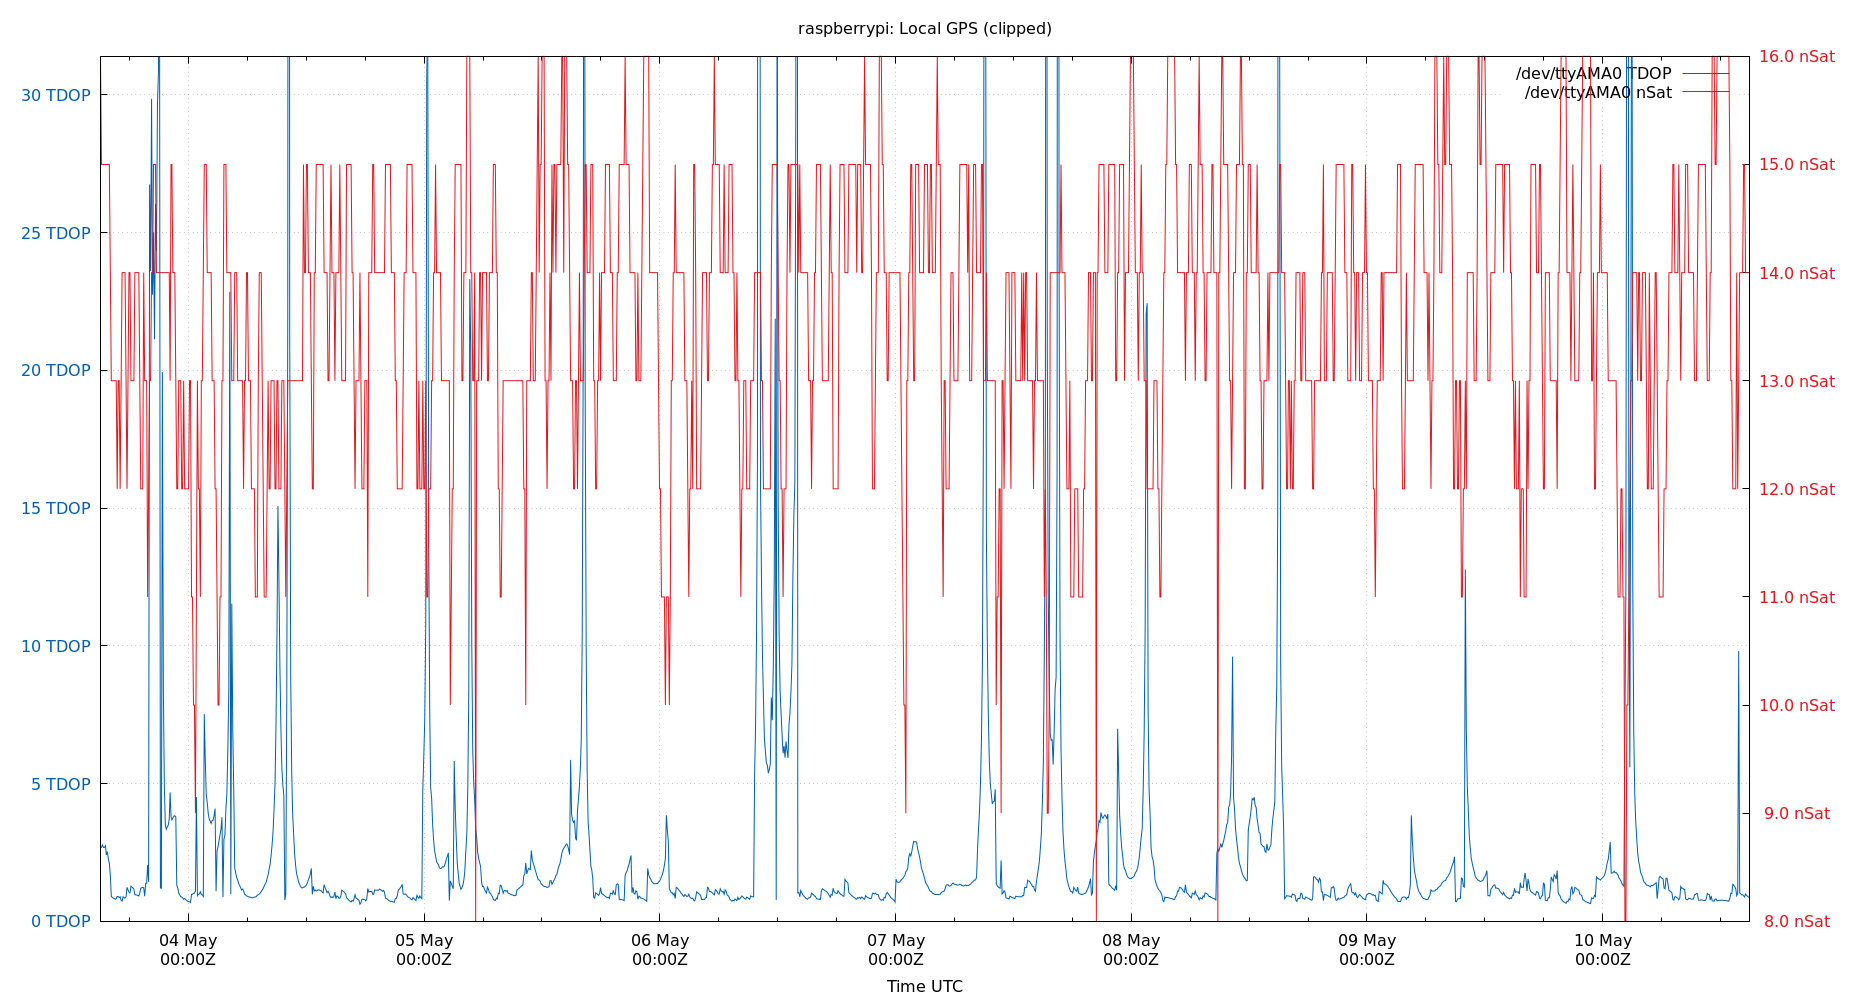 raspberrypi: Local GPS (clipped)
/dev/ttyAMA0 TDOP
/dev/ttyAMA0 nSat
30 TDOP
25 TDOP
20 TDOP
15 TDOP
10 TDOP
5 TDOP
0 TDOP
16.0 nSat
15.0 nSat
14.0 nSat
13.0 nSat
12.0 nSat
11.0 nSat
10.0 nSat
9.0 nSat
8.0 nSat
04 May
00:00Z
05 May
00:00Z
06 May
00:00Z
07 May
00:00Z
08 May
00:00Z
09 May
00:00Z
10 May
00:00Z
Time UTC